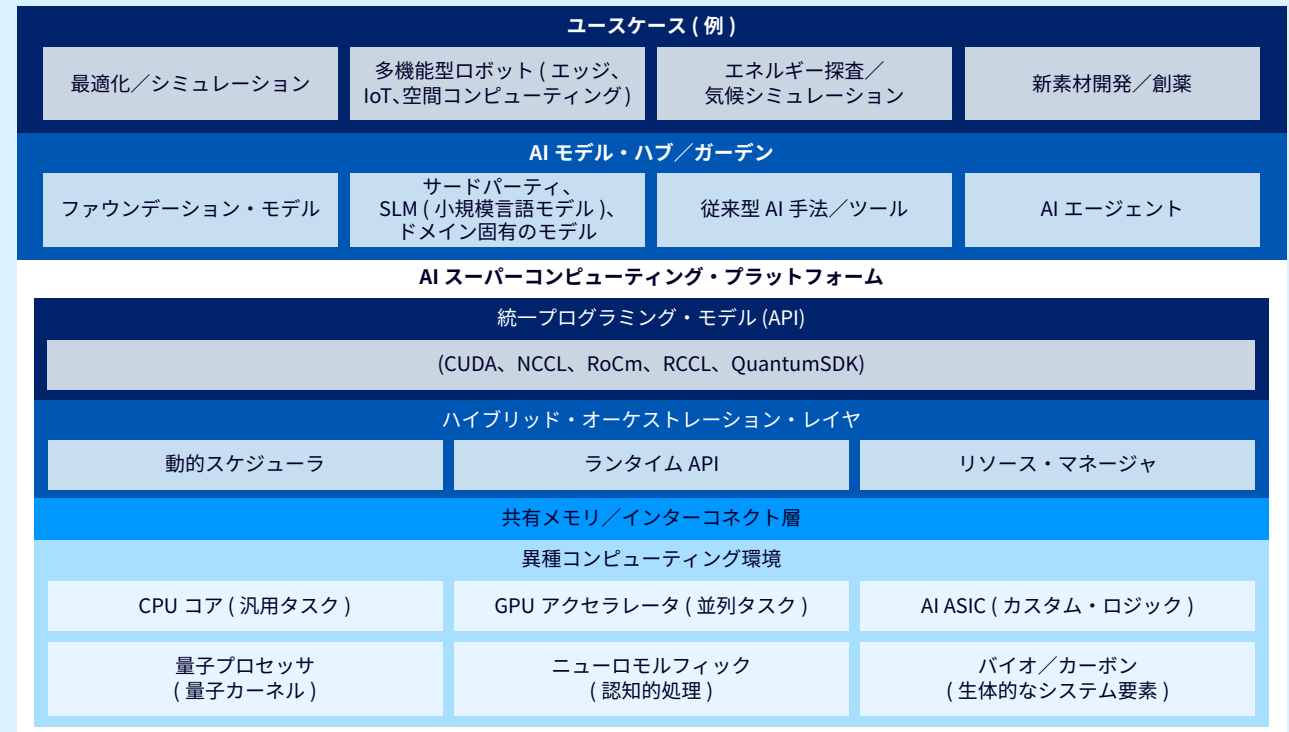 ユースケース ( 例 )
最適化／シミュレーション
多機能型ロボット ( エッジ、
IoT、空間コンピューティング )
エネルギー探査／
気候シミュレーション
新素材開発／創薬
AI モデル・ハブ／ガーデン
ファウンデーション・モデル
サードパーティ、
SLM ( 小規模言語モデル )、
ドメイン固有のモデル
従来型 AI 手法／ツール
AI エージェント
AI スーパーコンピューティング・プラットフォーム
統一プログラミング・モデル (API)
(CUDA、NCCL、RoCm、RCCL、QuantumSDK)
ハイブリッド・オーケストレーション・レイヤ
動的スケジューラ
ランタイム API
リソース・マネージャ
共有メモリ／インターコネクト層
異種コンピューティング環境
CPU コア ( 汎用タスク )
GPU アクセラレータ ( 並列タスク )
AI ASIC ( カスタム・ロジック )
量子プロセッサ
( 量子カーネル )
ニューロモルフィック
( 認知的処理 )
バイオ／カーボン
( 生体的なシステム要素 )